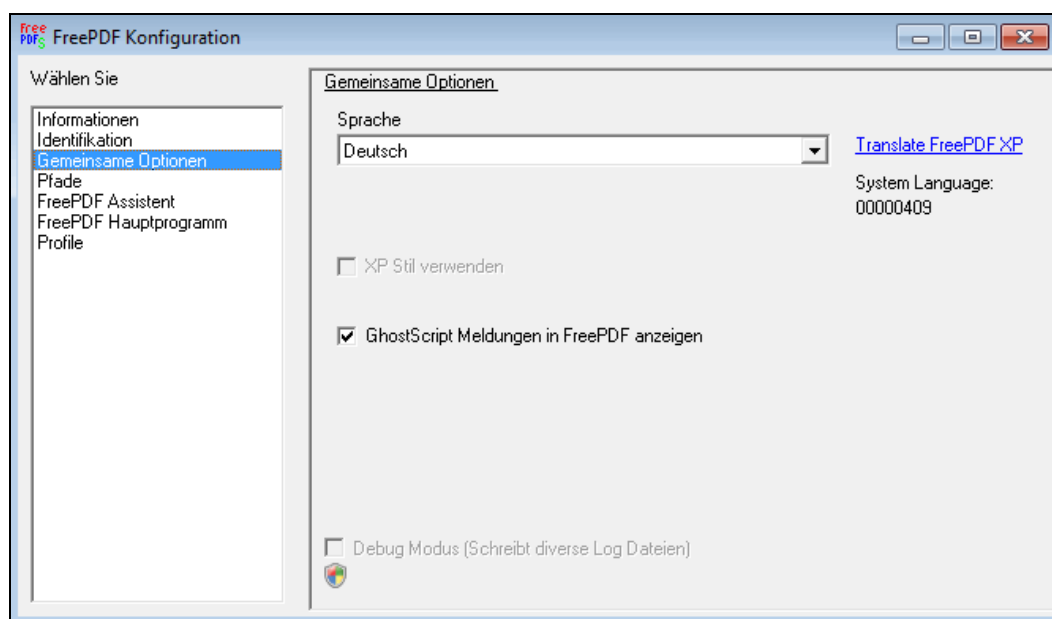 Free PDFs FreePDF Konfiguration
Wählen Sie
Informationen
Identifikation
Gemeinsame Optionen
Pfade
FreePDF Assistent
FreePDF Hauptprogramm
Profile
Gemeinsame Optionen
Sprache
Deutsch
Translate FreePDF XP
System Language:
00000409
XP Stil verwenden
GhostScript Meldungen in FreePDF anzeigen
Debug Modus (Schreibt diverse Log Dateien)